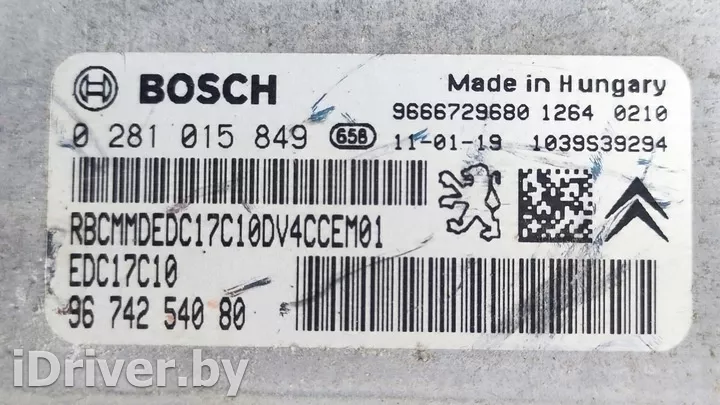 BOSCH
Made in Hungary
9666729680 1264 0210
0 281 015 849 658 11-01-19 1039S39294
RBCMMDEDC17C10DV4CCEM01
EDC17C10
96 742 540 80
iDriver.by